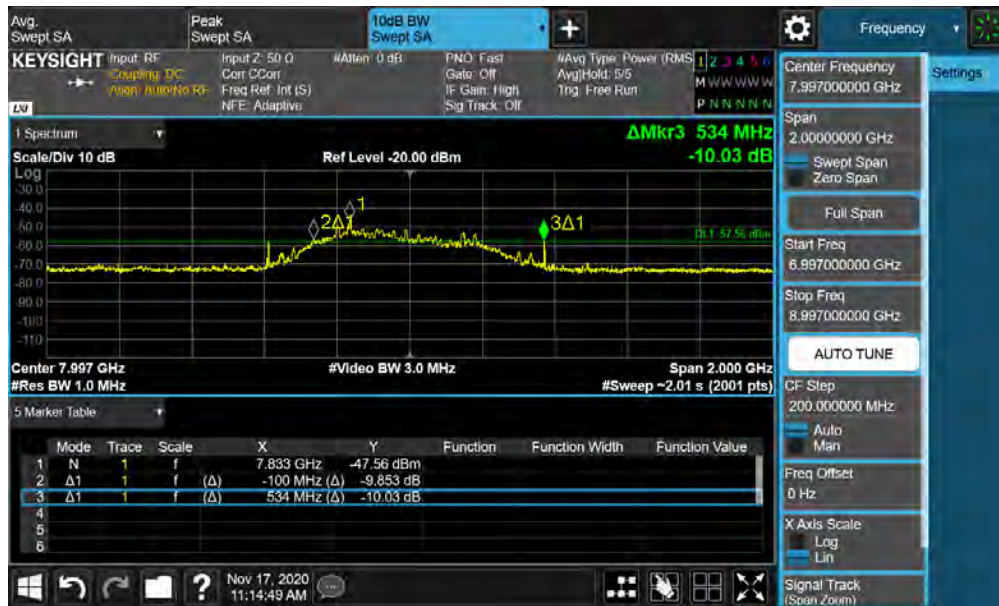 Avg.
Swept SA
Peak
Swept SA
10dB BW
Swept SA
Frequency
KEYSIGHT
Input: RF
Coupling: DC
Align: Auto/No RF
Input Z: 50 Ω
Corr CCorr
Freq Ref: Int (S)
NFE: Adaptive
#Atten: 0 dB
PNO: Fast
Gate: Off
IF Gain: High
Sig Track: Off
#Avg Type: Power (RMS
Avg|Hold: 5/5
Trig: Free Run
1 2 3 4 5 6
M W W W W W
P N N N N N
LXI
1 Spectrum
Scale/Div 10 dB
Log
Ref Level -20.00 dBm
ΔMkr3 534 MHz
-10.03 dB
-30.0
-40.0
-50.0
-60.0
-70.0
-80.0
-90.0
-100
-110
1
2Δ1
3Δ1
DL1 -57.56 dBm
Center 7.997 GHz
#Video BW 3.0 MHz
Span 2.000 GHz
#Res BW 1.0 MHz
#Sweep ~2.01 s (2001 pts)
5 Marker Table
Mode Trace Scale X Y Function Function Width Function Value
1 N 1 f 7.833 GHz -47.56 dBm
2 Δ1 1 f (Δ) -100 MHz (Δ) -9.853 dB
3 Δ1 1 f (Δ) 534 MHz (Δ) -10.03 dB
4
5
6
Nov 17, 2020
11:14:49 AM
Settings
Center Frequency
7.997000000 GHz
Span
2.00000000 GHz
Swept Span
Zero Span
Full Span
Start Freq
6.997000000 GHz
Stop Freq
8.997000000 GHz
AUTO TUNE
CF Step
200.000000 MHz
Auto
Man
Freq Offset
0 Hz
X Axis Scale
Log
Lin
Signal Track
(Span Zoom)